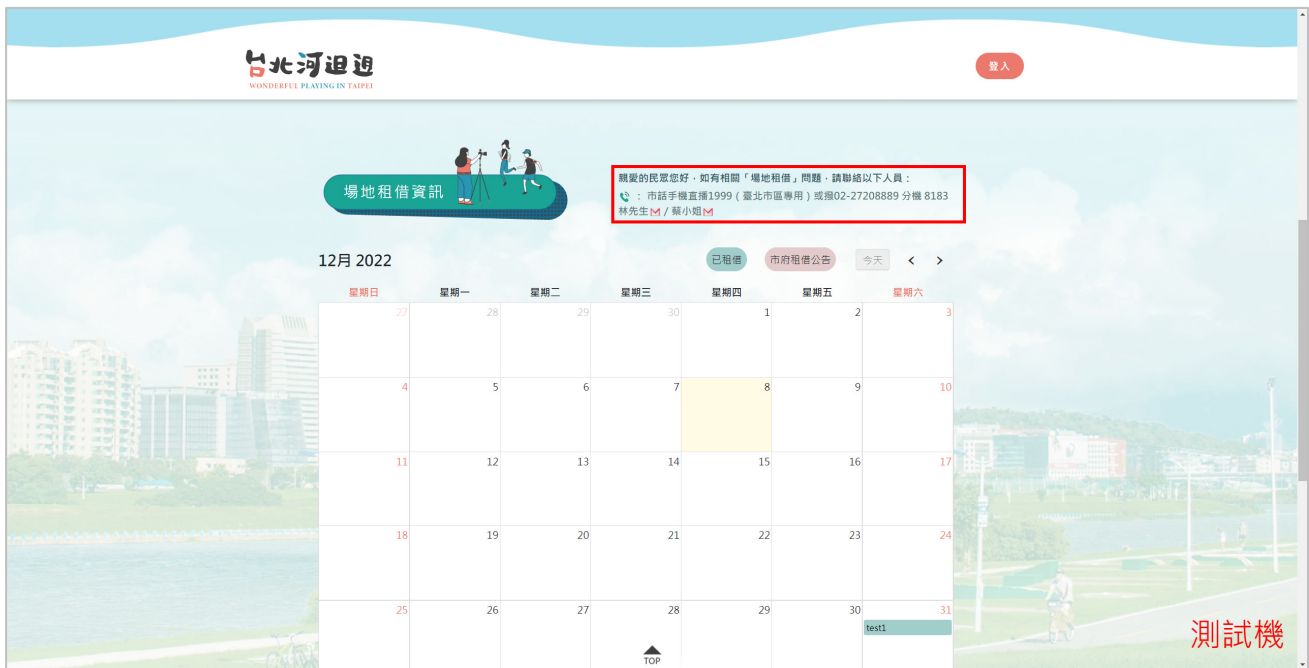 台北河迌迌
WONDERFUL PLAYING IN TAIPEI
登入
場地租借資訊
親愛的民眾您好，如有相關「場地租借」問題，請聯絡以下人員：
： 市話手機直播1999 ( 臺北市區專用 ) 或撥02-27208889 分機 8183
林先生 / 蔡小姐
12月 2022
已租借
市府租借公告
今天
< >
星期日 星期一 星期二 星期三 星期四 星期五 星期六
27 28 29 30 1 2 3
4 5 6 7 8 9 10
11 12 13 14 15 16 17
18 19 20 21 22 23 24
25 26 27 28 29 30 31
test1
TOP
測試機